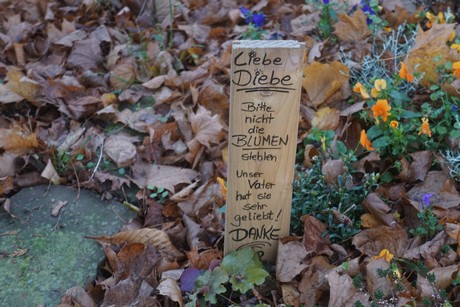 Liebe
Diebe
Bitte
nicht
die
BLUMEN
stehlen
Unser
Vater
hat sie
sehr
geliebt!
DANKE